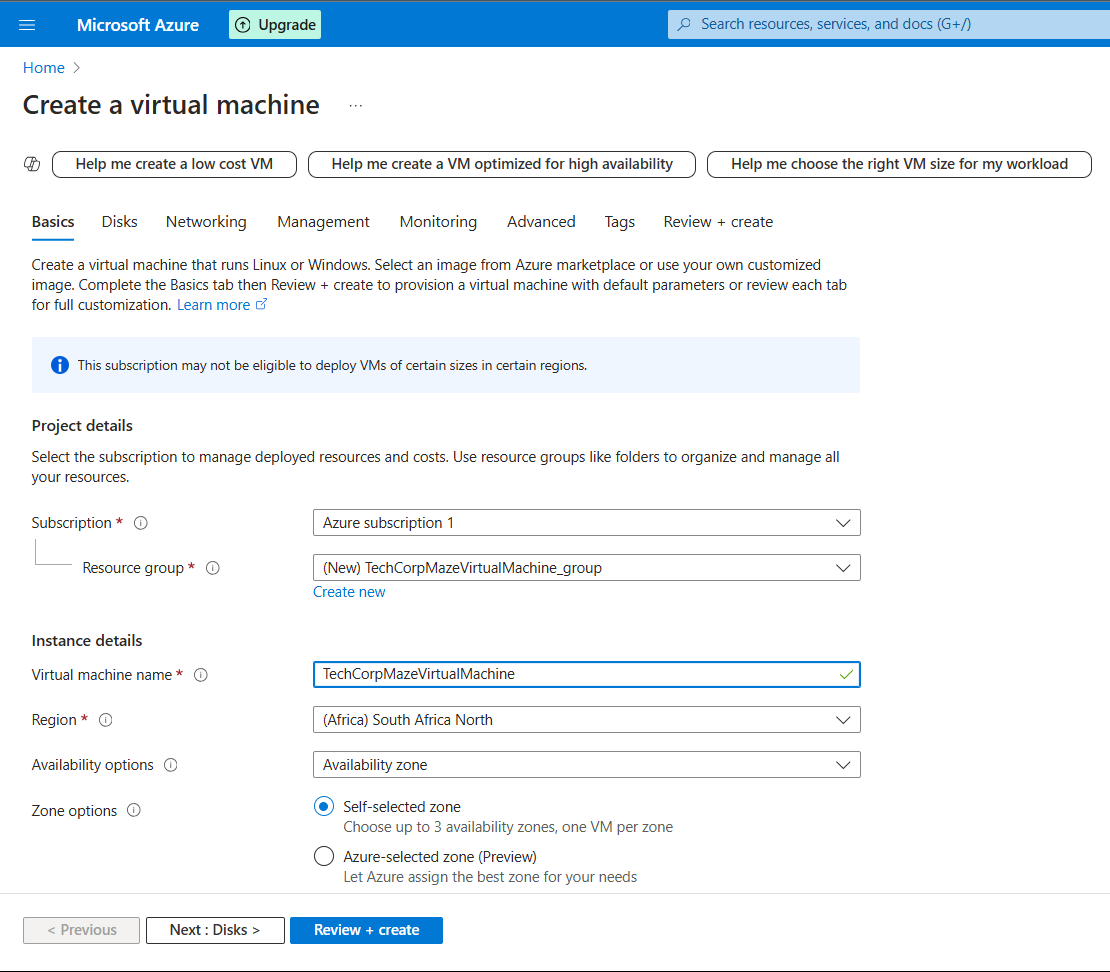 Microsoft Azure
Upgrade
Search resources, services, and docs (G+/)
Home
Create a virtual machine
...
Help me create a low cost VM
Help me create a VM optimized for high availability
Help me choose the right VM size for my workload
Basics
Disks
Networking
Management
Monitoring
Advanced
Tags
Review + create
Create a virtual machine that runs Linux or Windows. Select an image from Azure marketplace or use your own customized
image. Complete the Basics tab then Review + create to provision a virtual machine with default parameters or review each tab
for full customization. Learn more
This subscription may not be eligible to deploy VMs of certain sizes in certain regions.
Project details
Select the subscription to manage deployed resources and costs. Use resource groups like folders to organize and manage all
your resources.
Subscription *
Azure subscription 1
Resource group *
(New) TechCorpMazeVirtualMachine_group
Create new
Instance details
Virtual machine name *
TechCorpMazeVirtualMachine
Region *
(Africa) South Africa North
Availability options
Availability zone
Zone options
Self-selected zone
Choose up to 3 availability zones, one VM per zone
Azure-selected zone (Preview)
Let Azure assign the best zone for your needs
< Previous
Next : Disks >
Review + create